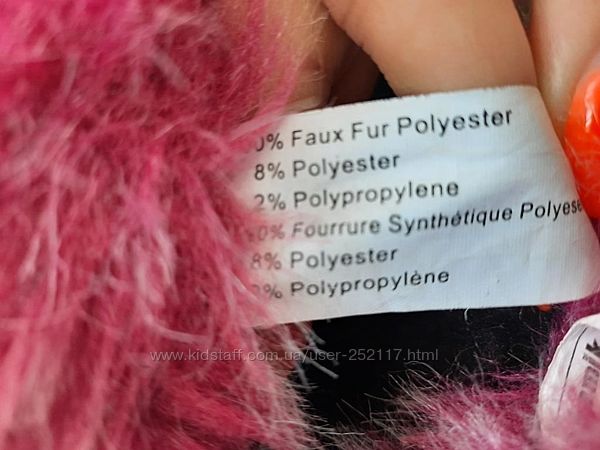 0% Faux Fur Polyester
8% Polyester
2% Polypropylene
0% Fourrure Synthétique Polyese
8% Polyester
% Polypropylène
www.kidstaff.com.ua/user-252117.html